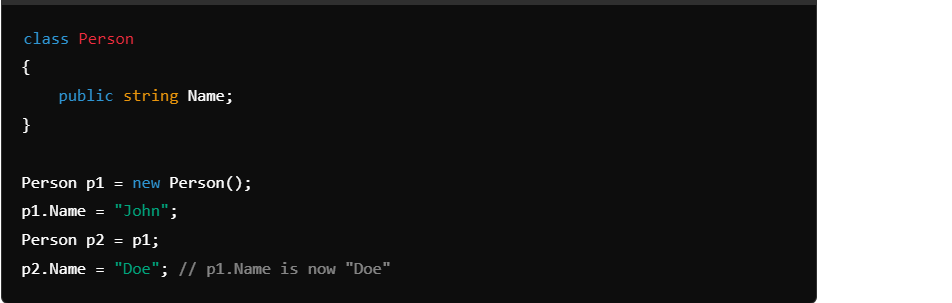 class Person
{
    public string Name;
}
Person p1 = new Person();
p1.Name = "John";
Person p2 = p1;
p2.Name = "Doe"; // p1.Name is now "Doe"